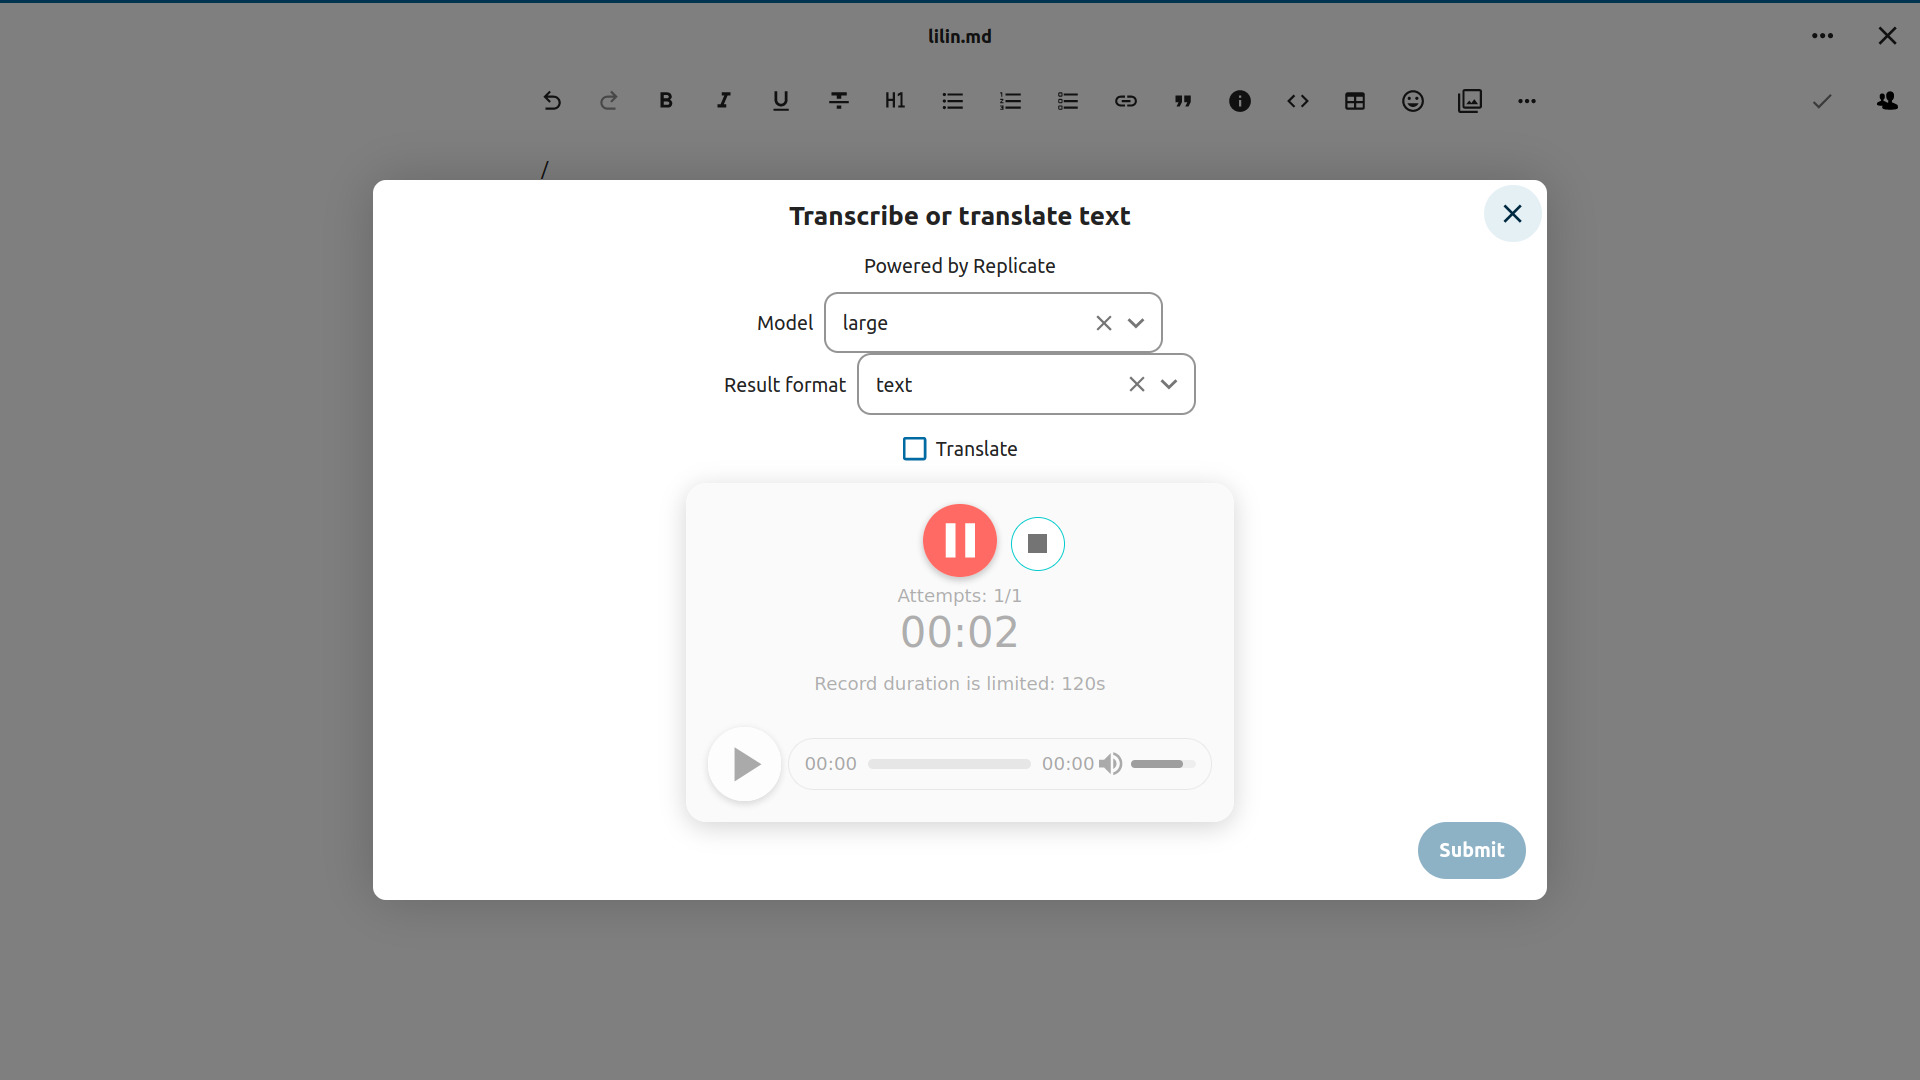 lilin.md
B I U S H1
/
Transcribe or translate text
Powered by Replicate
Model large
Result format text
Translate
Attempts: 1/1
00:02
Record duration is limited: 120s
00:00 00:00
Submit